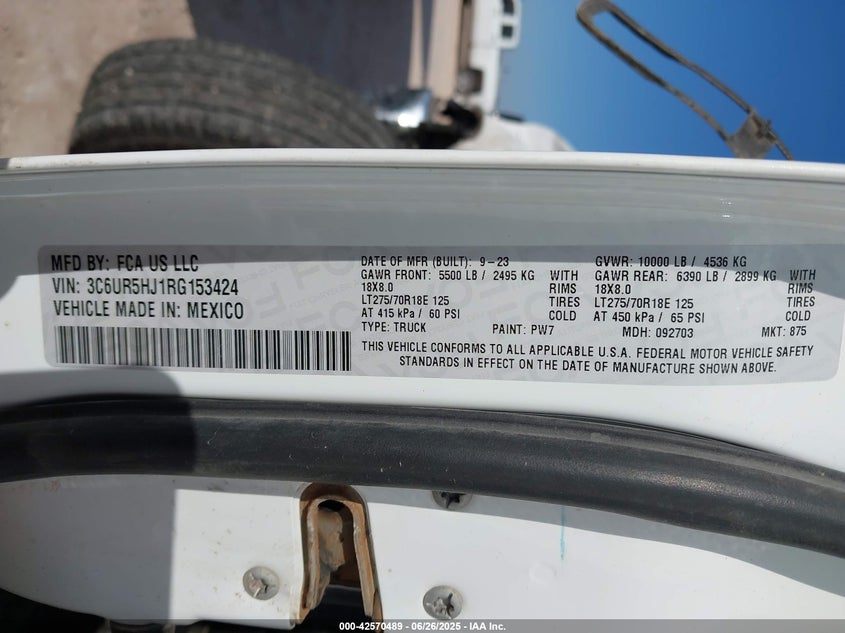 MFD BY: FCA US LLC
VIN: 3C6UR5HJ1RG153424
VEHICLE MADE IN: MEXICO
DATE OF MFR (BUILT): 9-23 GVWR: 10000 LB / 4536 KG
GAWR FRONT: 5500 LB / 2495 KG WITH GAWR REAR: 6390 LB / 2899 KG WITH
18X8.0 RIMS 18X8.0 RIMS
LT275/70R18E 125 TIRES LT275/70R18E 125 TIRES
AT 415 kPa / 60 PSI COLD AT 450 kPa / 65 PSI COLD
TYPE: TRUCK PAINT: PW7 MDH: 092703 MKT: 875
THIS VEHICLE CONFORMS TO ALL APPLICABLE U.S.A. FEDERAL MOTOR VEHICLE SAFETY
STANDARDS IN EFFECT ON THE DATE OF MANUFACTURE SHOWN ABOVE.
000-42570489 - 06/26/2025 - IAA Inc.